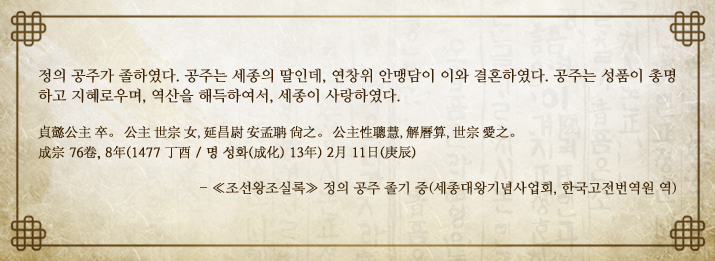 정의 공주가 졸하였다. 공주는 세종의 딸인데, 연창위 안맹담이 이와 결혼하였다. 공주는 성품이 총명
하고 지혜로우며, 역산을 해득하여서, 세종이 사랑하였다.
貞懿公主 卒。 公主 世宗 女, 延昌尉 安孟聃 尙之。 公主性聰慧, 解曆算, 世宗 愛之。
成宗 76卷, 8年(1477 丁酉 / 명 성화(成化) 13年) 2月 11日(庚辰)
- ≪조선왕조실록≫ 정의 공주 졸기 중(세종대왕기념사업회, 한국고전번역원 역)